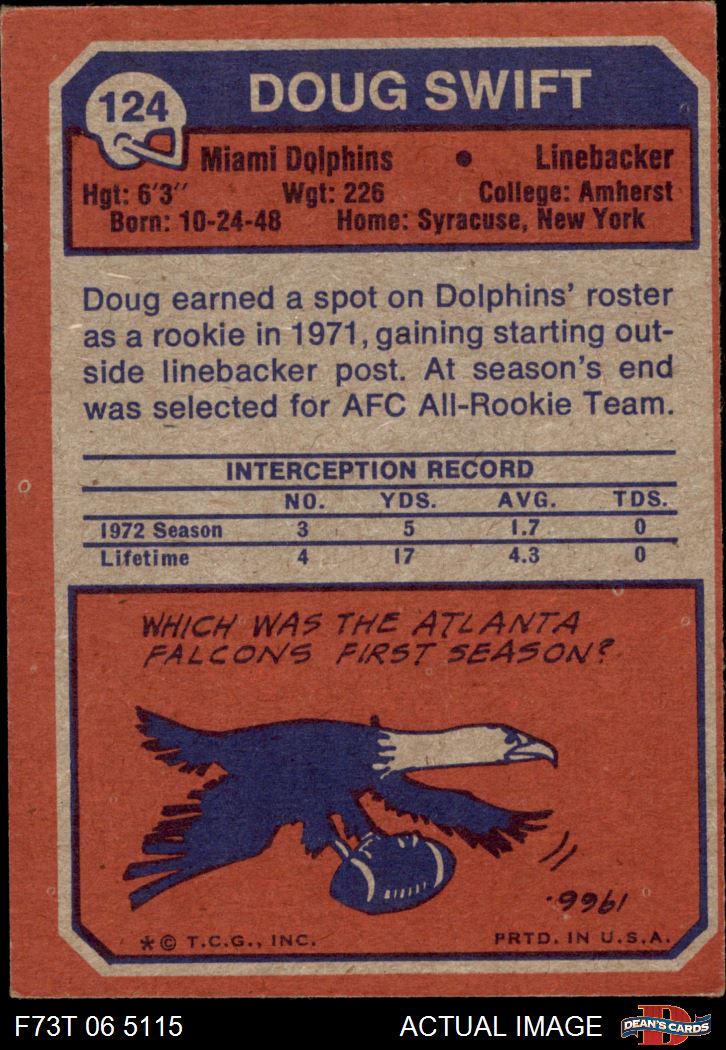 124
DOUG SWIFT
Miami Dolphins • Linebacker
Hgt: 6'3" Wgt: 226 College: Amherst
Born: 10-24-48 Home: Syracuse, New York
Doug earned a spot on Dolphins' roster
as a rookie in 1971, gaining starting out-
side linebacker post. At season's end
was selected for AFC All-Rookie Team.
INTERCEPTION RECORD
NO. YDS. AVG. TDS.
1972 Season 3 5 1.7 0
Lifetime 4 17 4.3 0
WHICH WAS THE ATLANTA
FALCONS FIRST SEASON?
1966.
* © T.C.G., INC. PRTD. IN U.S.A.
F73T 06 5115 ACTUAL IMAGE D DEAN'S CARDS